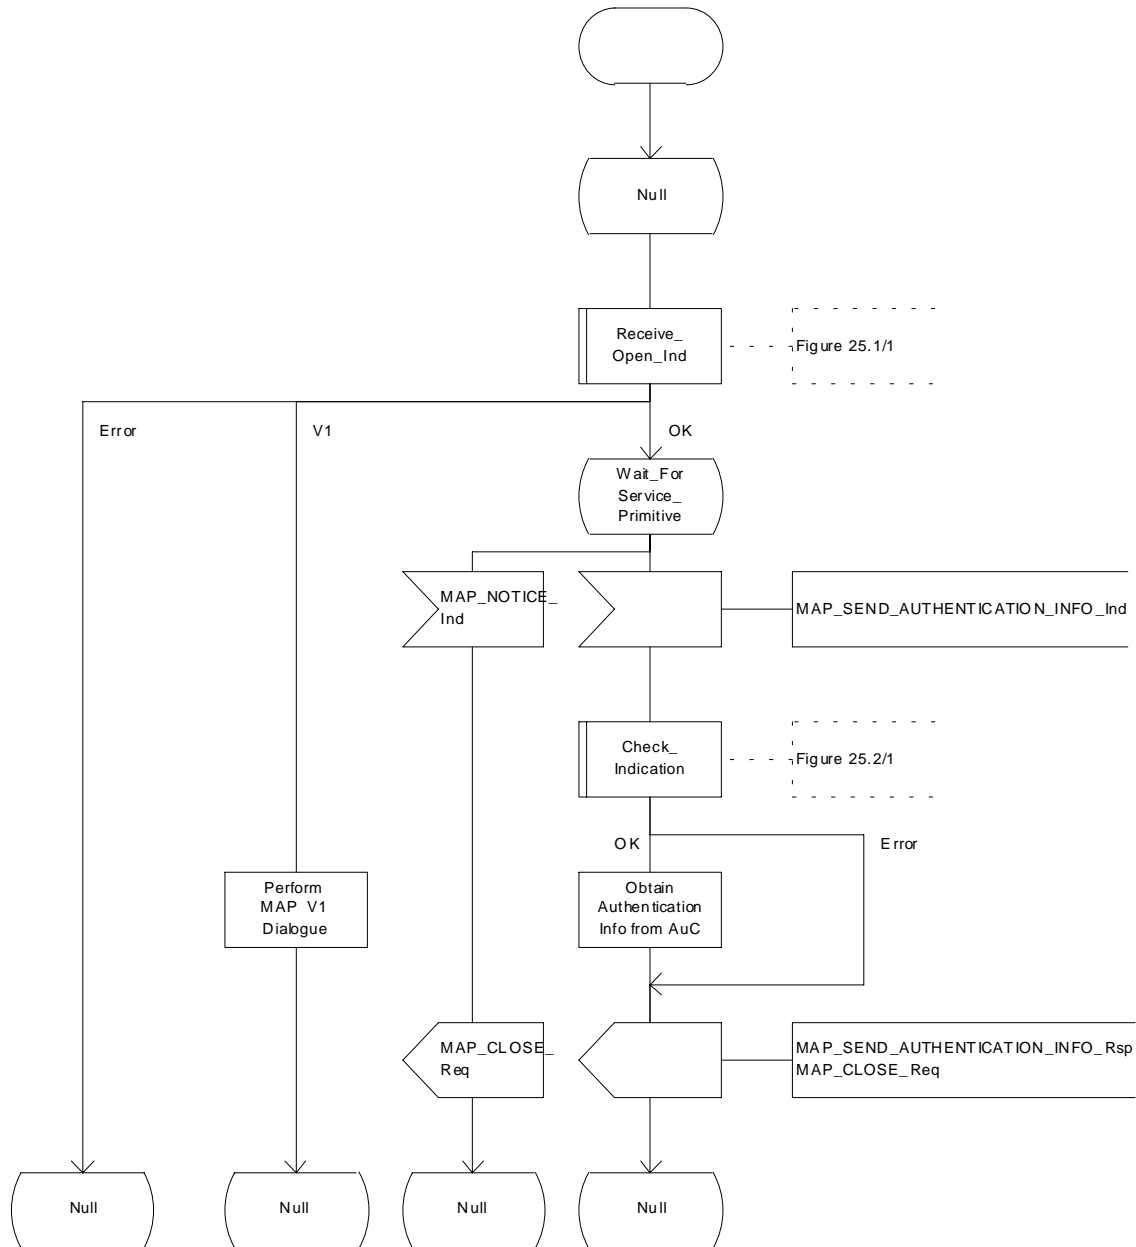 Null
Receive_
Open_Ind
Figure 25.1/1
Error
V1
OK
Wait_For
Service_
Primitive
MAP_NOTICE_
Ind
MAP_SEND_AUTHENTICATION_INFO_Ind
Check_
Indication
Figure 25.2/1
OK
Error
Perform
MAP V1
Dialogue
Obtain
Authentication
Info from AuC
MAP_CLOSE_
Req
MAP_SEND_AUTHENTICATION_INFO_Rsp
MAP_CLOSE_Req
Null
Null
Null
Null